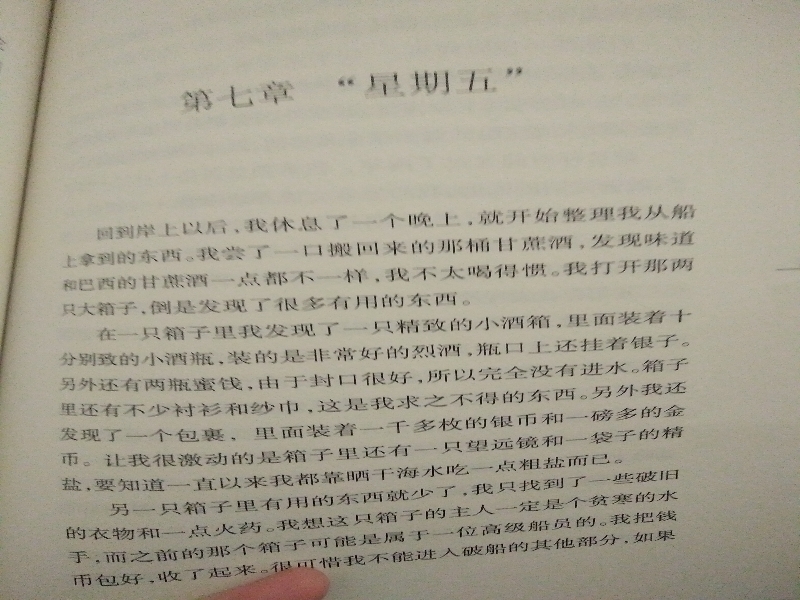 第七章 “星期五”
回到岸上以后，我休息了一个晚上，就开始整理我从船
上拿到的东西。我尝了一口搬回来的那桶甘蔗酒，发现味道
和巴西的甘蔗酒一点都不一样，我不太喝得惯。我打开那两
只大箱子，倒是发现了很多有用的东西。
在一只箱子里我发现了一只精致的小酒箱，里面装着十
分别致的小酒瓶，装的是非常好的烈酒，瓶口上还挂着银子。
另外还有两瓶蜜饯，由于封口很好，所以完全没有进水。箱子
里还有不少衬衫和纱巾，这是我求之不得的东西。另外我还
发现了一个包裹，里面装着一千多枚的银币和一磅多的金
币。让我很激动的是箱子里还有一只望远镜和一袋子的精
盐，要知道一直以来我都靠晒干海水吃一点粗盐而已。
另一只箱子里有用的东西就少了，我只找到了一些破旧
的衣物和一点火药。我想这只箱子的主人一定是个贫寒的水
手，而之前的那个箱子可能是属于一位高级船员的。我把钱
币包好，收了起来。很可惜我不能进入破船的其他部分，如果